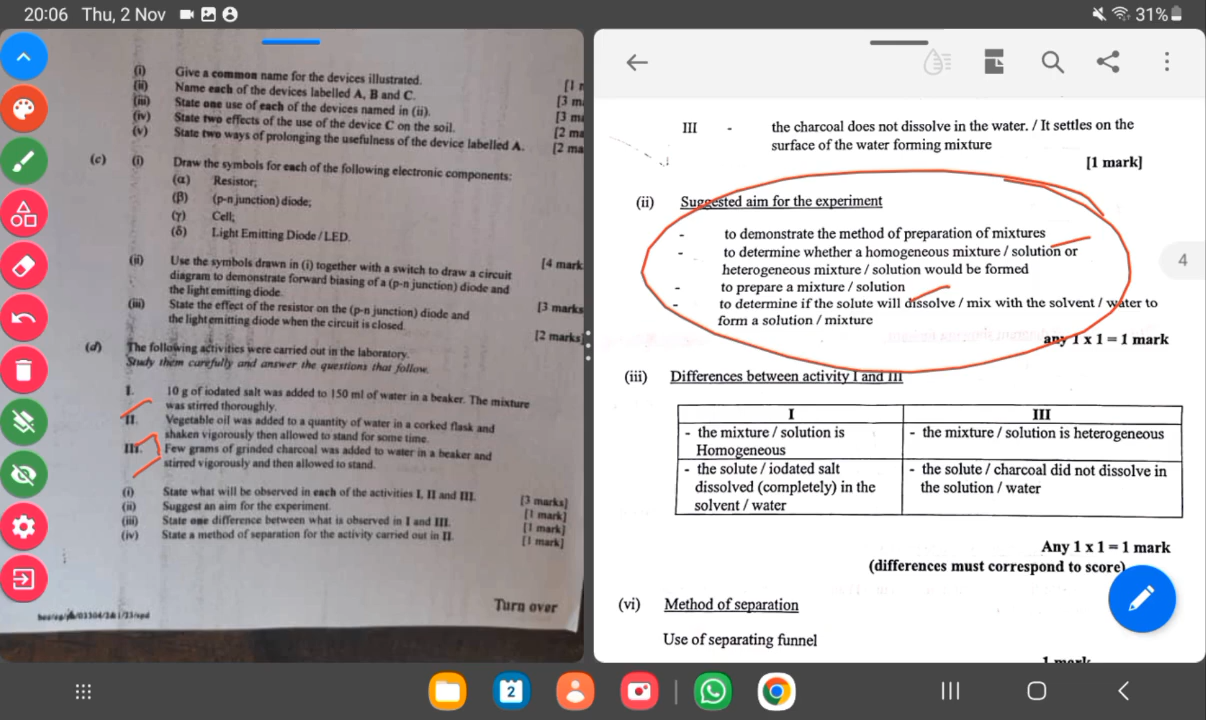 20:06 Thu, 2 Nov
31%
(i) Give a common name for the devices illustrated.
(ii) Name each of the devices labelled A, B and C. [3 m
(iii) State one use of each of the devices named in (ii). [3 m
(iv) State two effects of the use of the device C on the soil. [2 ma
(v) State two ways of prolonging the usefulness of the device labelled A. [2 ma
(c) (i) Draw the symbols for each of the following electronic components:
(α) Resistor;
(β) (p-n junction) diode;
(γ) Cell;
(δ) Light Emitting Diode / LED.
[4 mark
(ii) Use the symbols drawn in (i) together with a switch to draw a circuit
diagram to demonstrate forward biasing of a (p-n junction) diode and
the light emitting diode. [3 marks
(iii) State the effect of the resistor on the (p-n junction) diode and
the light emitting diode when the circuit is closed. [2 marks]
(d) The following activities were carried out in the laboratory.
Study them carefully and answer the questions that follow.
I. 10 g of iodated salt was added to 150 ml of water in a beaker. The mixture
was stirred thoroughly.
II. Vegetable oil was added to a quantity of water in a corked flask and
shaken vigorously then allowed to stand for some time.
III. Few grams of grinded charcoal was added to water in a beaker and
stirred vigorously and then allowed to stand.
(i) State what will be observed in each of the activities I, II and III. [3 marks]
(ii) Suggest an aim for the experiment. [1 mark]
(iii) State one difference between what is observed in I and III. [1 mark]
(iv) State a method of separation for the activity carried out in II. [1 mark]
Turn over
III - the charcoal does not dissolve in the water. / It settles on the
surface of the water forming mixture
[1 mark]
(ii) Suggested aim for the experiment
- to demonstrate the method of preparation of mixtures
- to determine whether a homogeneous mixture / solution or
heterogeneous mixture / solution would be formed
- to prepare a mixture / solution
- to determine if the solute will dissolve / mix with the solvent / water to
form a solution / mixture
any 1 x 1 = 1 mark
4
(iii) Differences between activity I and III
I III
- the mixture / solution is - the mixture / solution is heterogeneous
Homogeneous
- the solute / iodated salt - the solute / charcoal did not dissolve in
dissolved (completely) in the the solution / water
solvent / water
Any 1 x 1 = 1 mark
(differences must correspond to score)
(vi) Method of separation
Use of separating funnel
1 mark
2